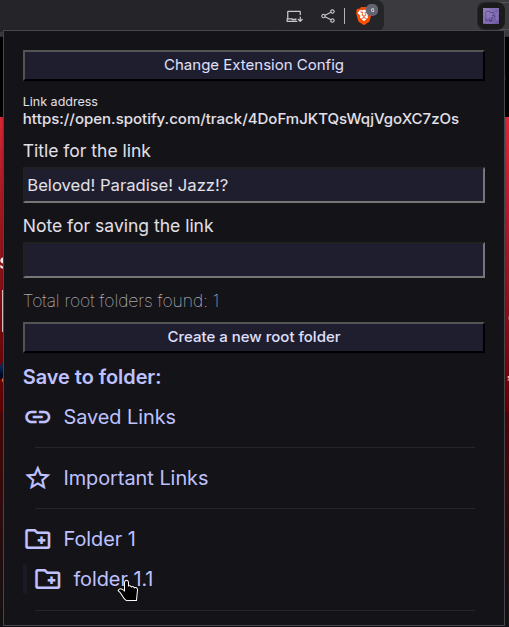 Change Extension Config
Link address
https://open.spotify.com/track/4DoFmJKTQsWqjVgoXC7zOs
Title for the link
Beloved! Paradise! Jazz!?
Note for saving the link
Total root folders found: 1
Create a new root folder
Save to folder:
Saved Links
Important Links
Folder 1
folder 1.1